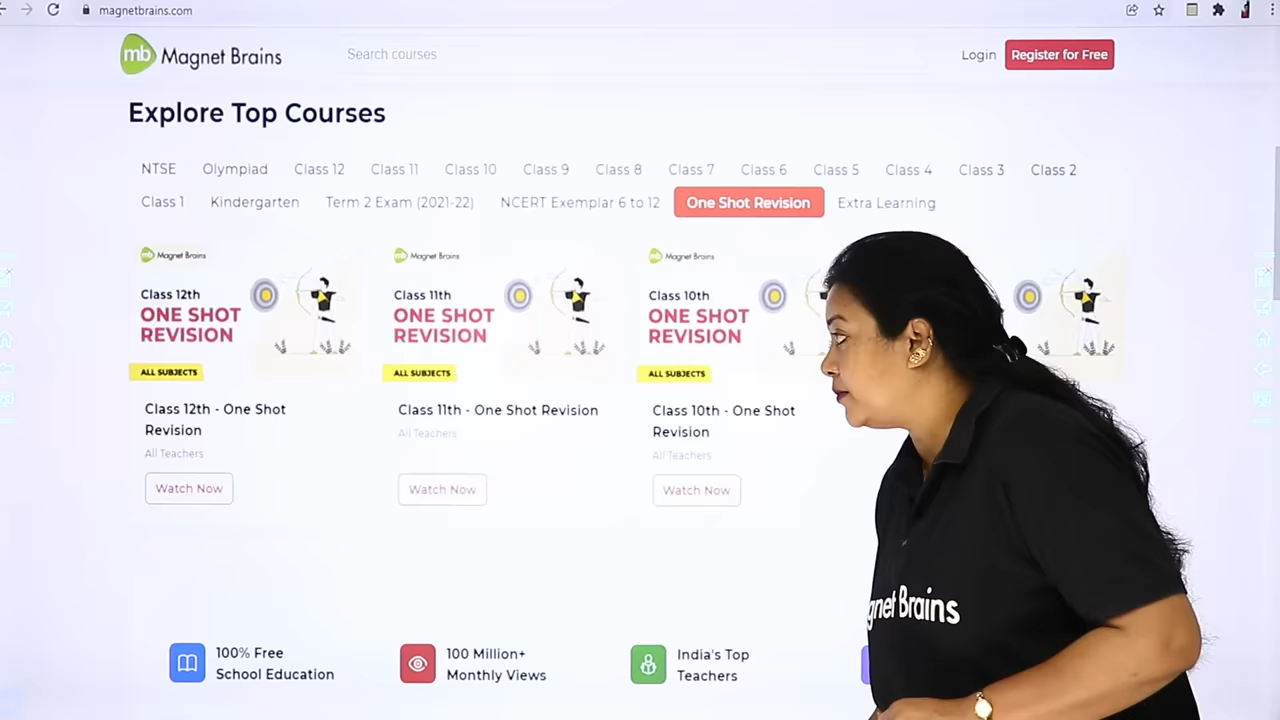 magnetbrains.com
mb Magnet Brains
Search courses
Login
Register for Free
Explore Top Courses
NTSE Olympiad Class 12 Class 11 Class 10 Class 9 Class 8 Class 7 Class 6 Class 5 Class 4 Class 3 Class 2
Class 1 Kindergarten Term 2 Exam (2021-22) NCERT Exemplar 6 to 12 One Shot Revision Extra Learning
mb Magnet Brains
Class 12th
ONE SHOT
REVISION
ALL SUBJECTS
Class 12th - One Shot
Revision
All Teachers
Watch Now
mb Magnet Brains
Class 11th
ONE SHOT
REVISION
ALL SUBJECTS
Class 11th - One Shot Revision
All Teachers
Watch Now
mb Magnet Brains
Class 10th
ONE SHOT
REVISION
ALL SUBJECTS
Class 10th - One Shot
Revision
All Teachers
Watch Now
100% Free
School Education
100 Million+
Monthly Views
India's Top
Teachers
Brains